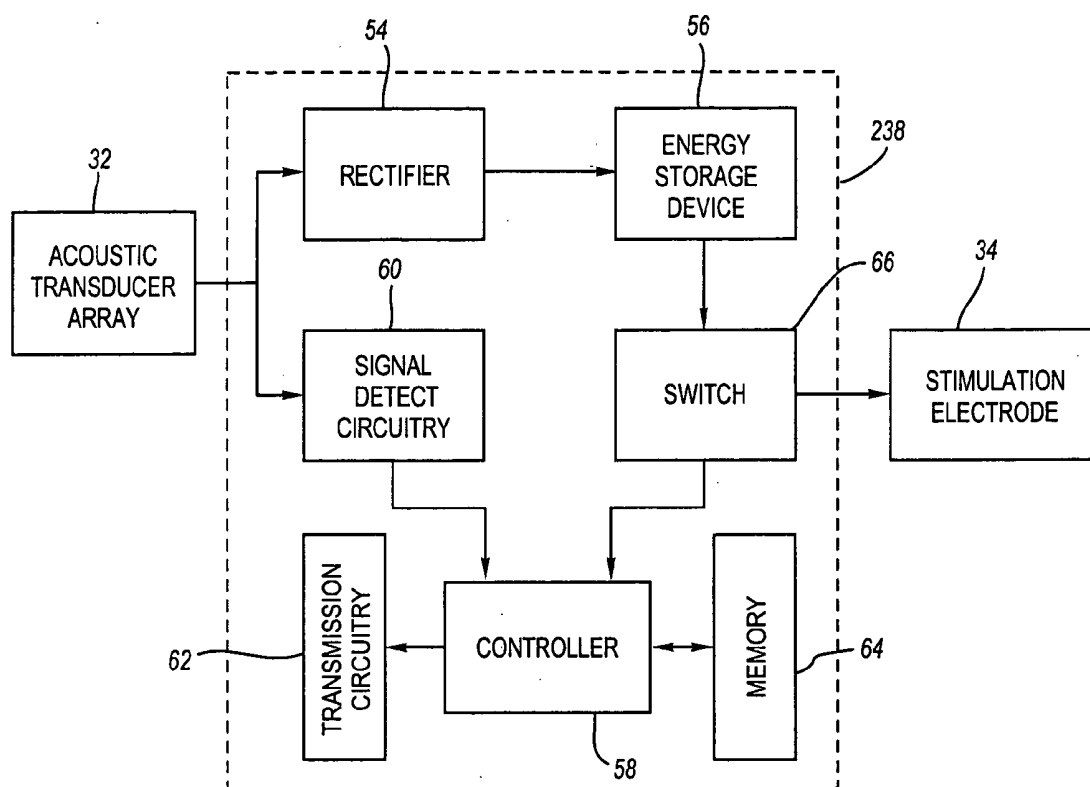 54
56
238
32
RECTIFIER
ENERGY
STORAGE
DEVICE
ACOUSTIC
TRANSDUCER
ARRAY
60
66
34
SIGNAL
DETECT
CIRCUITRY
SWITCH
STIMULATION
ELECTRODE
TRANSMISSION
CIRCUITRY
CONTROLLER
MEMORY
62
64
58